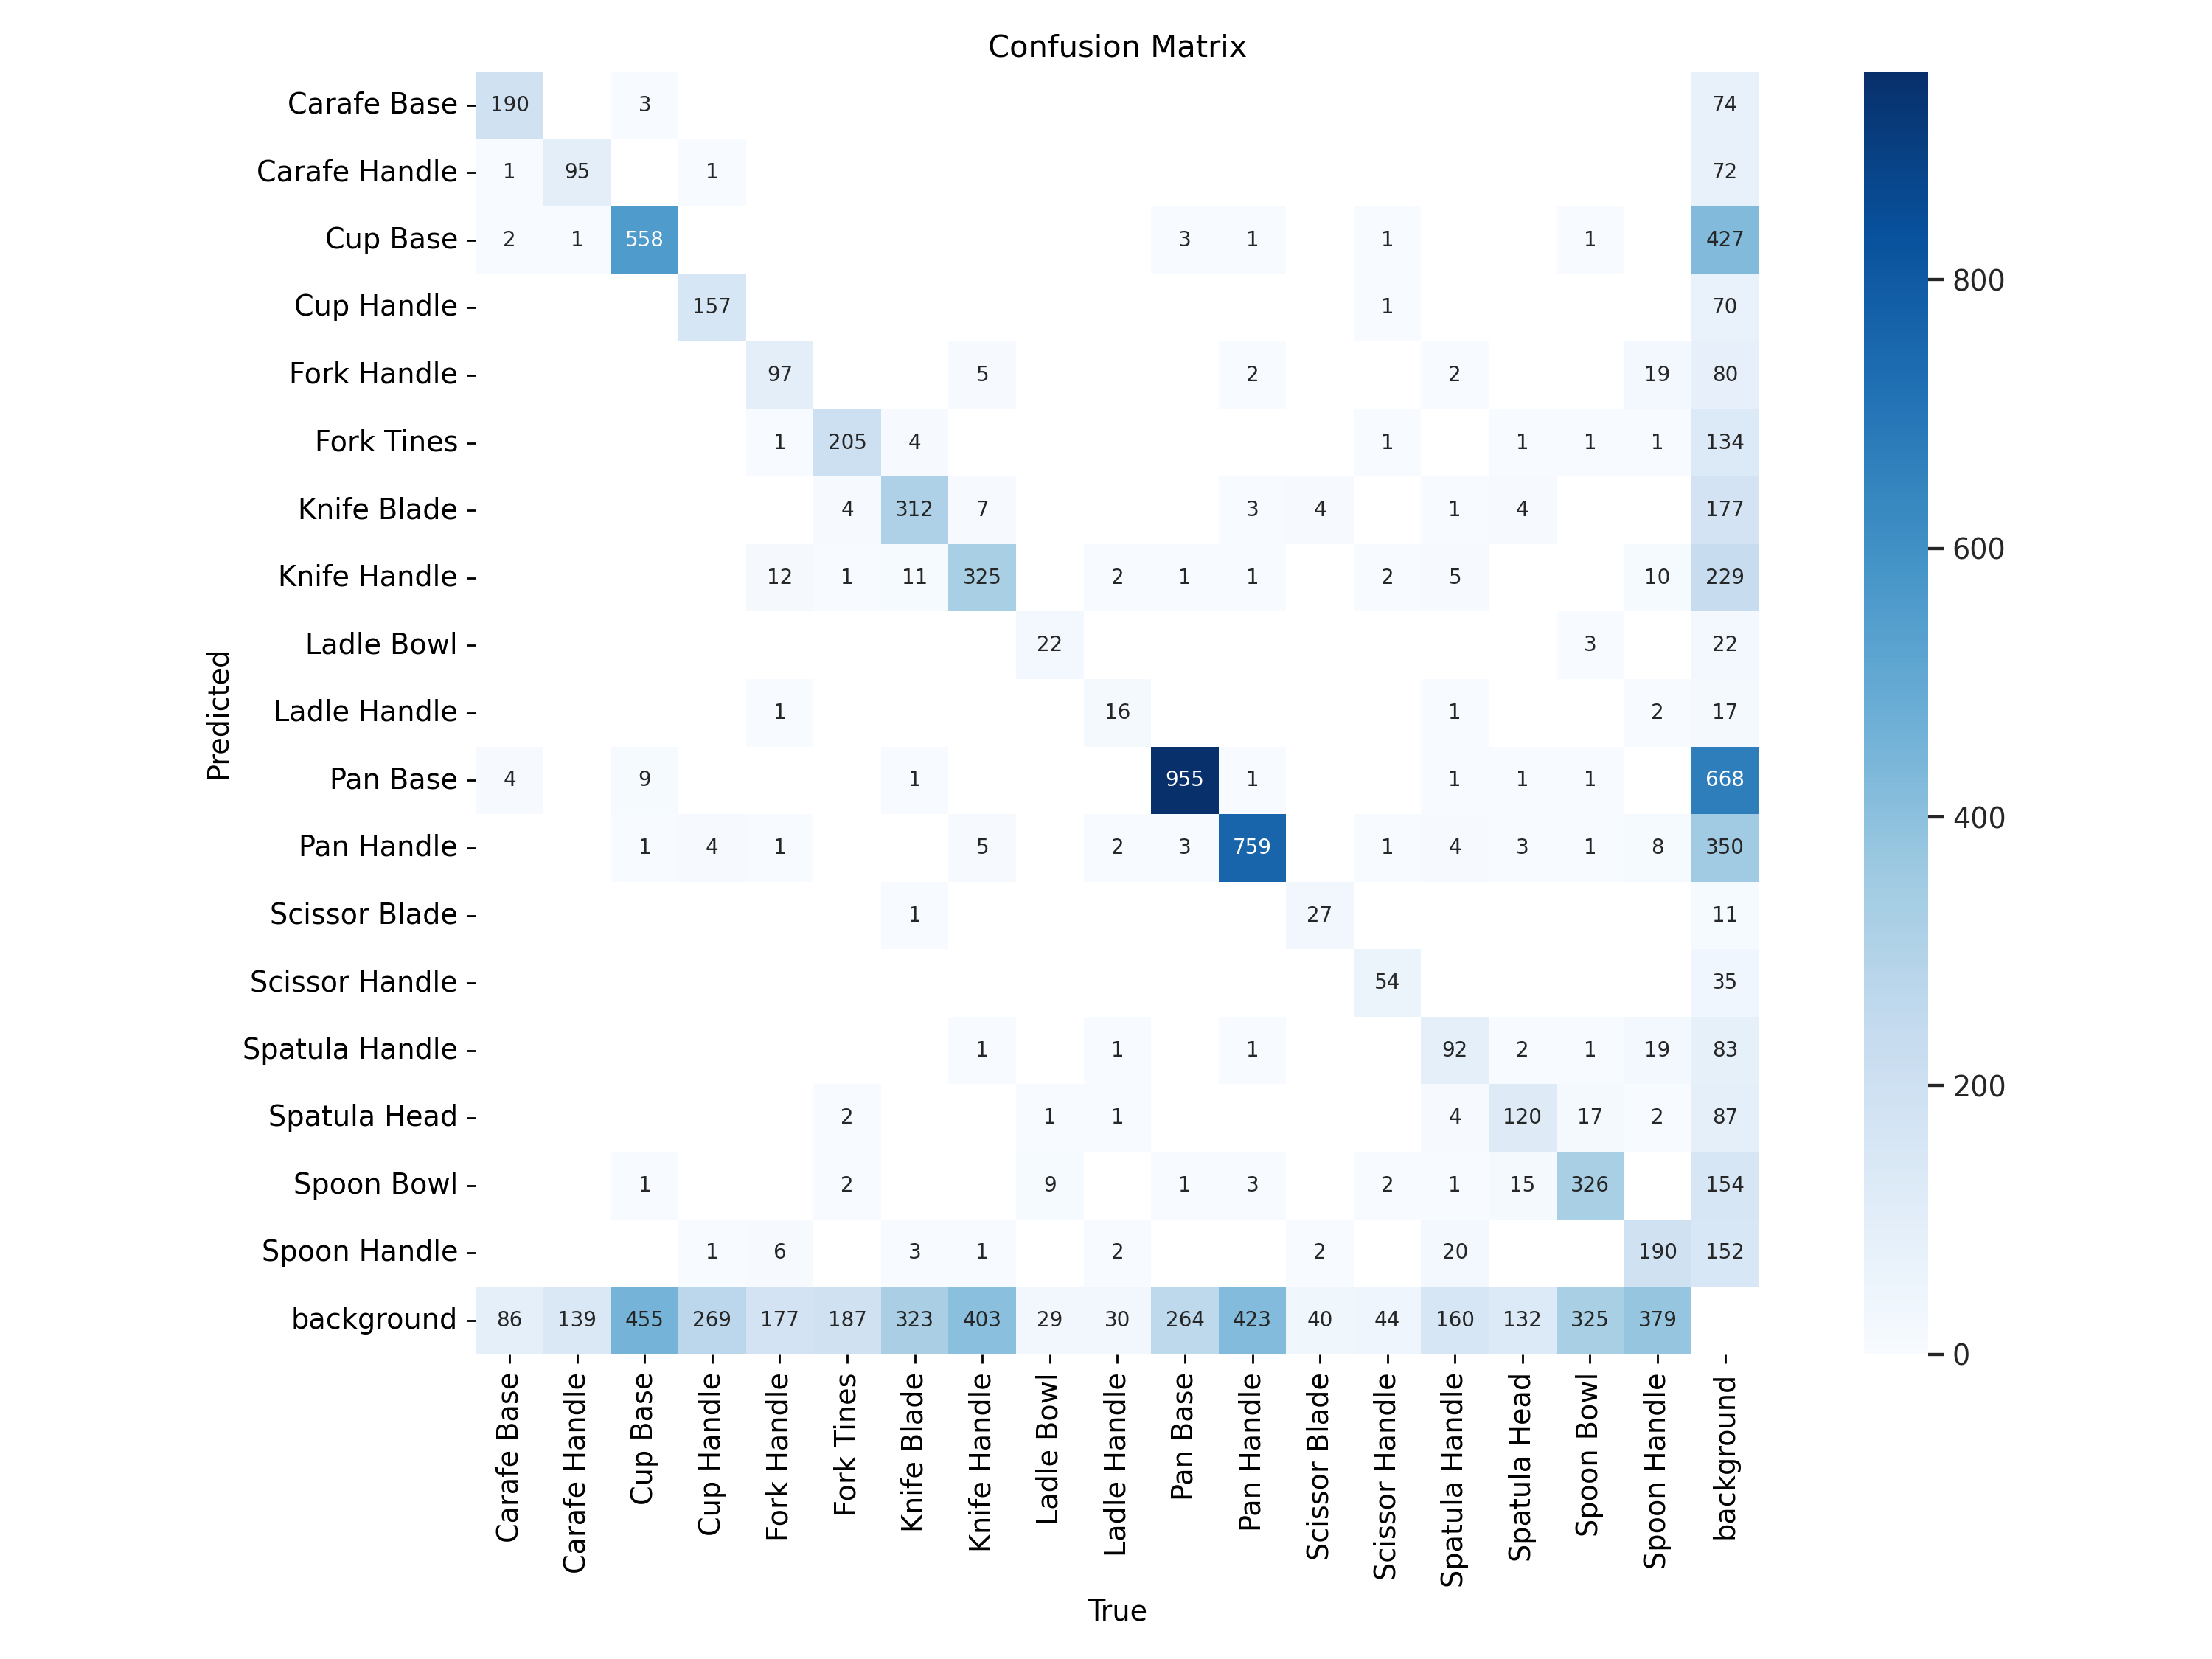 Confusion Matrix
Carafe Base 190 3 74
Carafe Handle 1 95 1 72
Cup Base 2 1 558 3 1 1 1 427
Cup Handle 157 1 70
Fork Handle 97 5 2 2 19 80
Fork Tines 1 205 4 1 1 1 1 134
Knife Blade 4 312 7 3 4 1 4 177
Knife Handle 12 1 11 325 2 1 1 2 5 10 229
Ladle Bowl 22 3 22
Ladle Handle 1 16 1 2 17
Pan Base 4 9 1 955 1 1 1 1 668
Pan Handle 1 4 1 5 2 3 759 1 4 3 1 8 350
Scissor Blade 1 27 11
Scissor Handle 54 35
Spatula Handle 1 1 1 92 2 1 19 83
Spatula Head 2 1 1 4 120 17 2 87
Spoon Bowl 1 2 9 1 3 2 1 15 326 154
Spoon Handle 1 6 3 1 2 2 20 190 152
background 86 139 455 269 177 187 323 403 29 30 264 423 40 44 160 132 325 379
Predicted
Carafe Base
Carafe Handle
Cup Base
Cup Handle
Fork Handle
Fork Tines
Knife Blade
Knife Handle
Ladle Bowl
Ladle Handle
Pan Base
Pan Handle
Scissor Blade
Scissor Handle
Spatula Handle
Spatula Head
Spoon Bowl
Spoon Handle
background
True
800
600
400
200
0